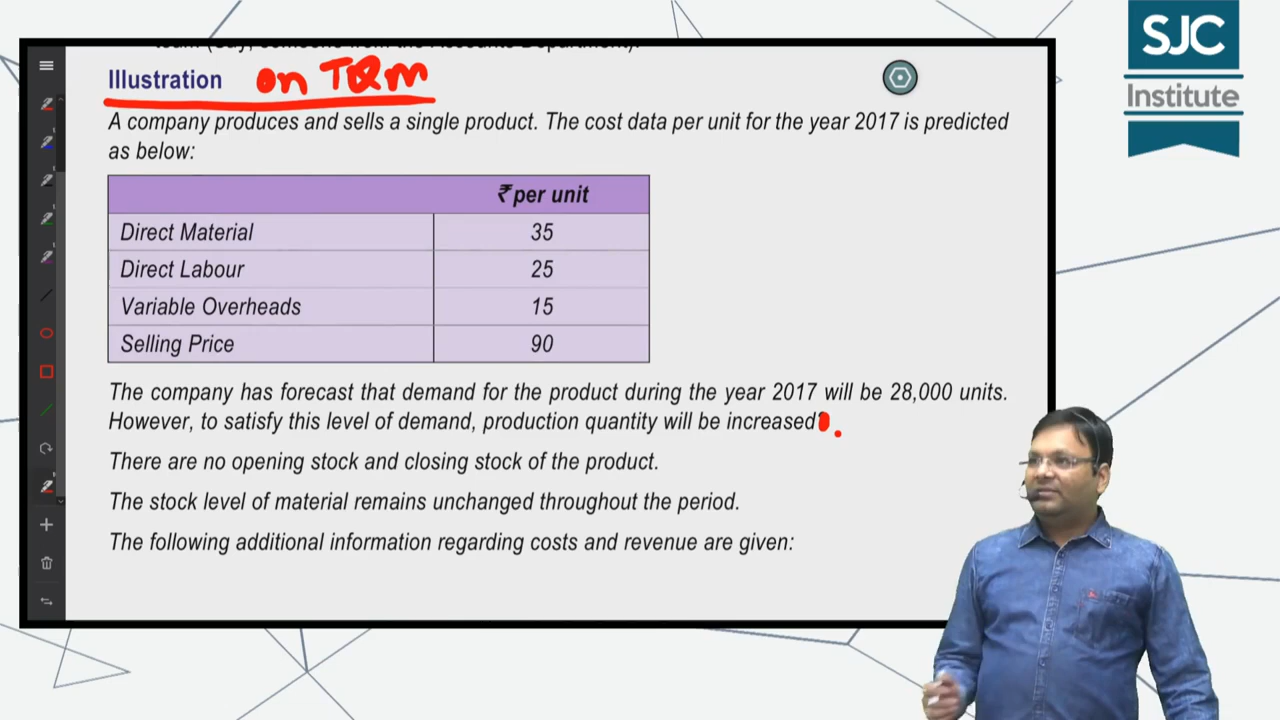 SJC
Institute
Illustration on TQM
A company produces and sells a single product. The cost data per unit for the year 2017 is predicted
as below:
₹ per unit
Direct Material 35
Direct Labour 25
Variable Overheads 15
Selling Price 90
The company has forecast that demand for the product during the year 2017 will be 28,000 units.
However, to satisfy this level of demand, production quantity will be increased
There are no opening stock and closing stock of the product.
The stock level of material remains unchanged throughout the period.
The following additional information regarding costs and revenue are given: